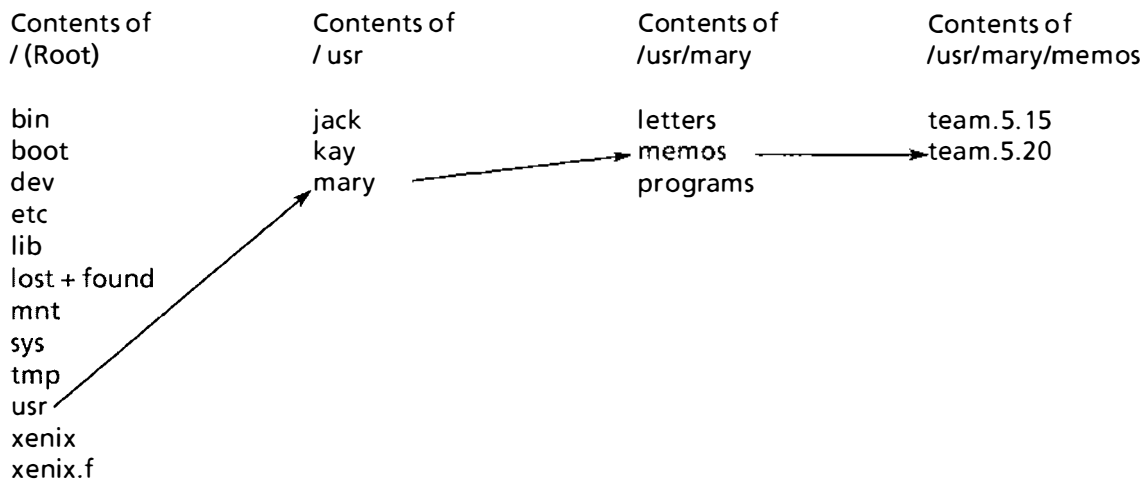 Contents of
/ (Root)
bin
boot
dev
etc
lib
lost + found
mnt
sys
tmp
usr
xenix
xenix.f
Contents of
/ usr
jack
kay
mary
Contents of
/usr/mary
letters
memos
programs
Contents of
/usr/mary/memos
team.5.15
team.5.20